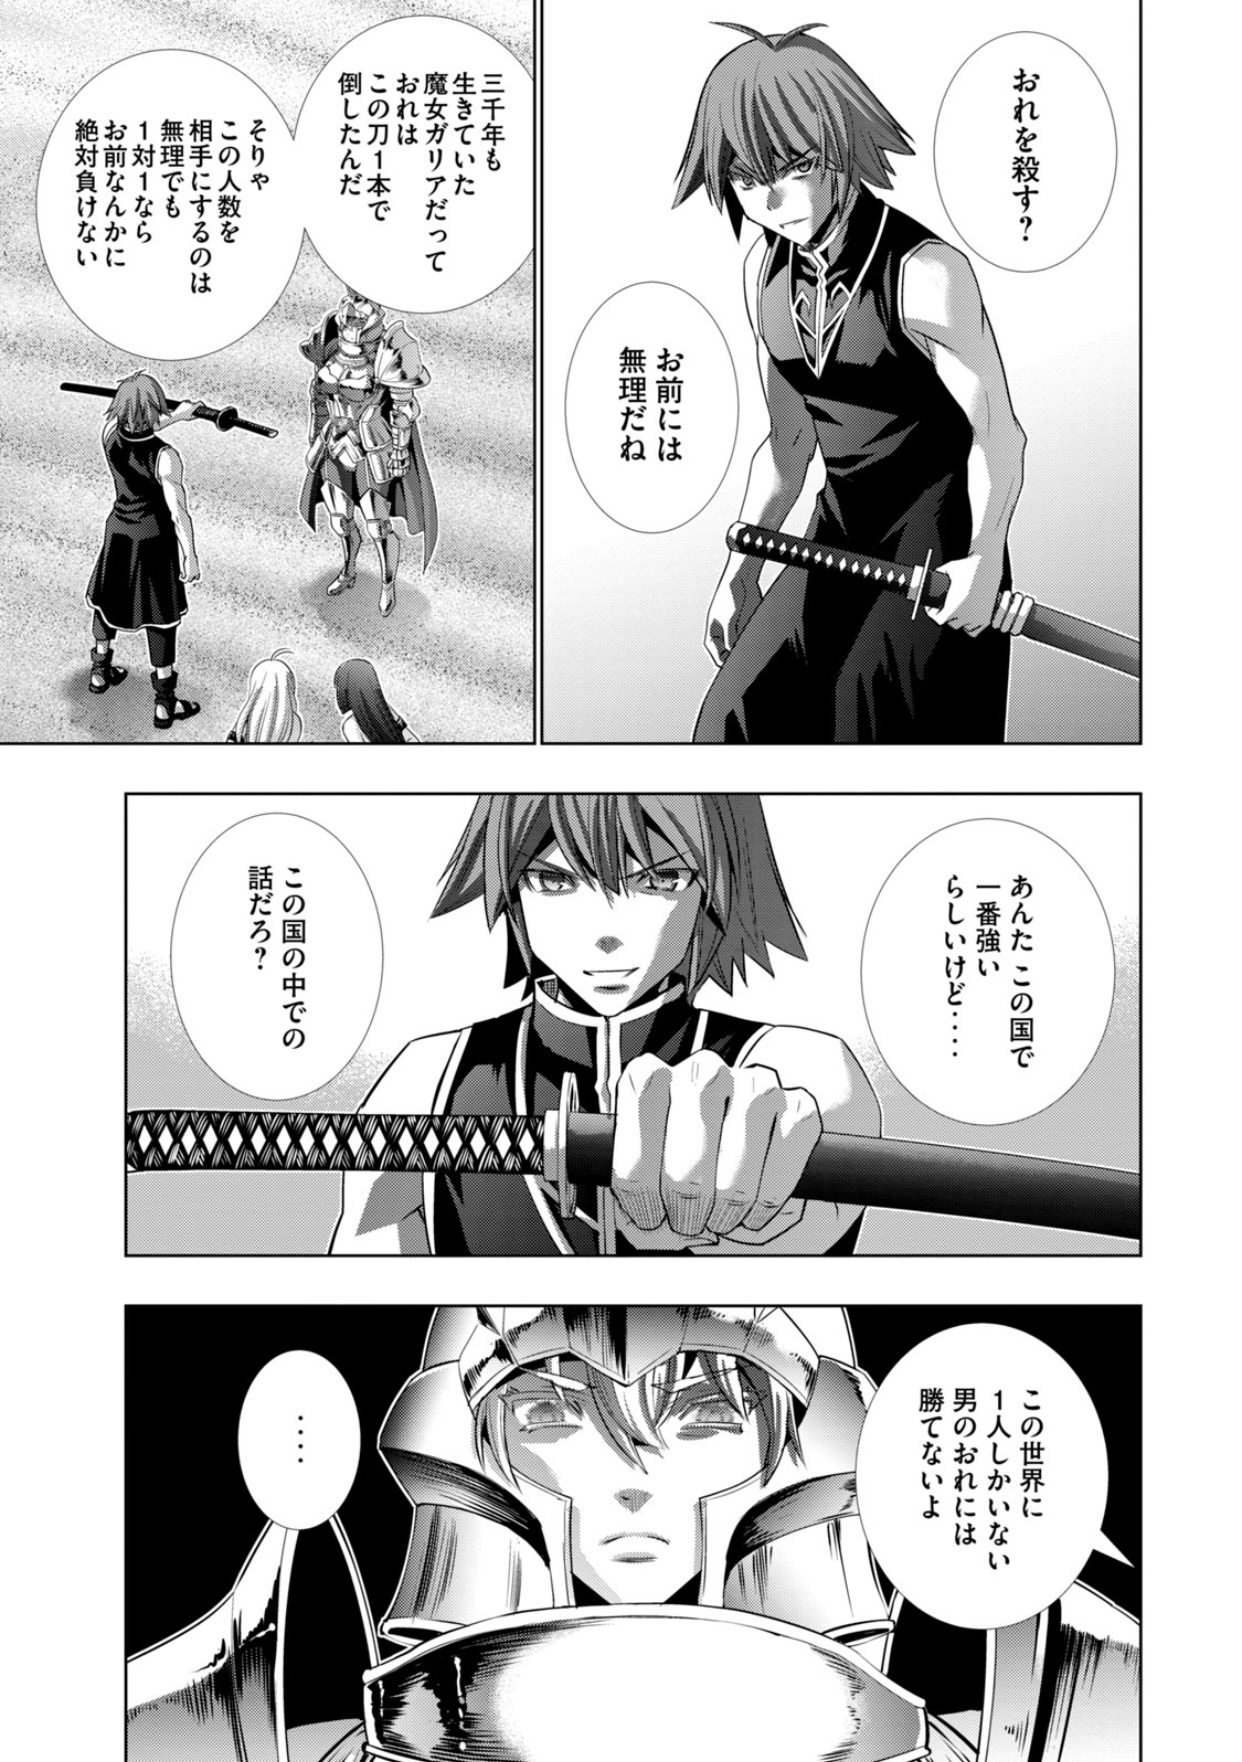 おれを殺す?
お前には
無理だね
三千年も
生きていた
魔女ガリアだって
おれは
この刀1本で
倒したんだ
そりゃ
この人数を
相手にするのは
無理でも
1対1なら
お前なんかに
絶対負けない
あんた この国で
一番強い
らしいけど‥‥
この国の中での
話だろ?
この世界に
1人しかいない
男のおれには
勝てないよ
‥‥